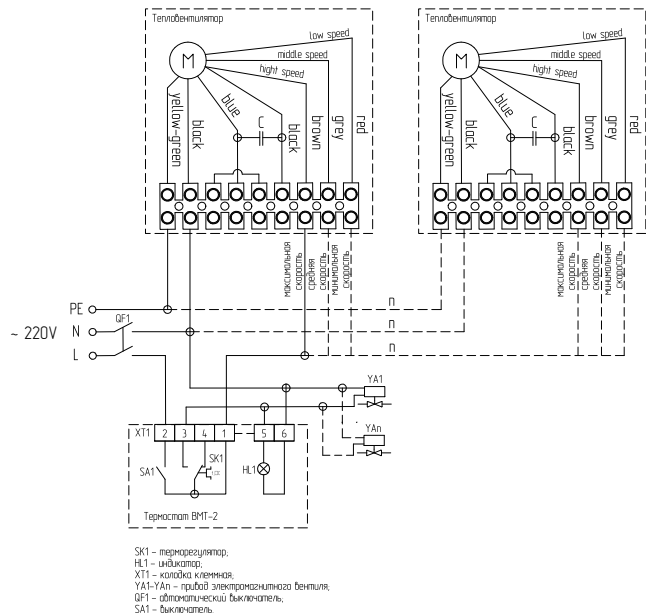 Тепловентилятор
low speed
middle speed
hight speed
M
yellow-green
black
blue
C
black
brown
grey
red
Тепловентилятор
low speed
middle speed
hight speed
M
yellow-green
black
blue
C
black
brown
grey
red
максимальная
скорость
средняя
скорость
минимальная
скорость
максимальная
скорость
средняя
скорость
минимальная
скорость
PE
n
QF1
~ 220V
N
n
L
n
YA1
XT1
2
3
4
1
5
6
YAn
SA1
SK1
t °C
HL1
Термостат ВМТ-2
SK1 - терморегулятор;
HL1 - индикатор;
XT1 - колодка клеммная;
YA1-YAn - привод электромагнитного вентиля;
QF1 - автоматический выключатель;
SA1 - выключатель.